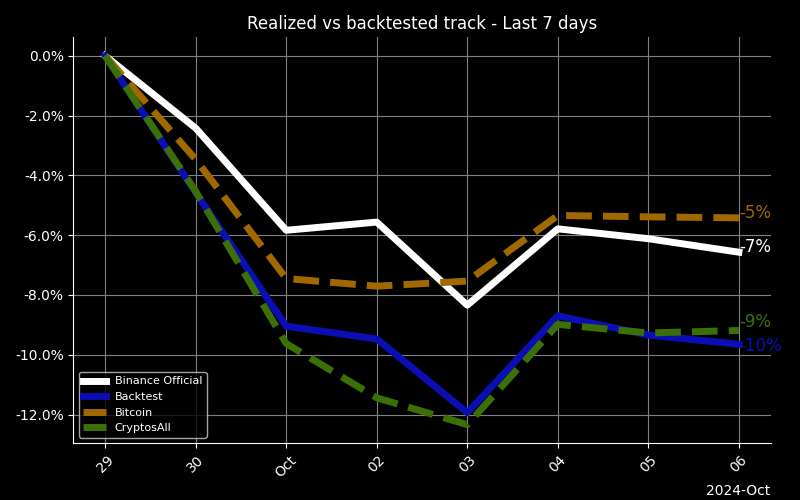 Realized vs backtested track - Last 7 days
0.0%
-2.0%
-4.0%
-6.0%
-8.0%
-10.0%
-12.0%
-5%
-7%
-9%
-10%
Binance Official
Backtest
Bitcoin
CryptosAll
29
30
Oct
02
03
04
05
06
2024-Oct